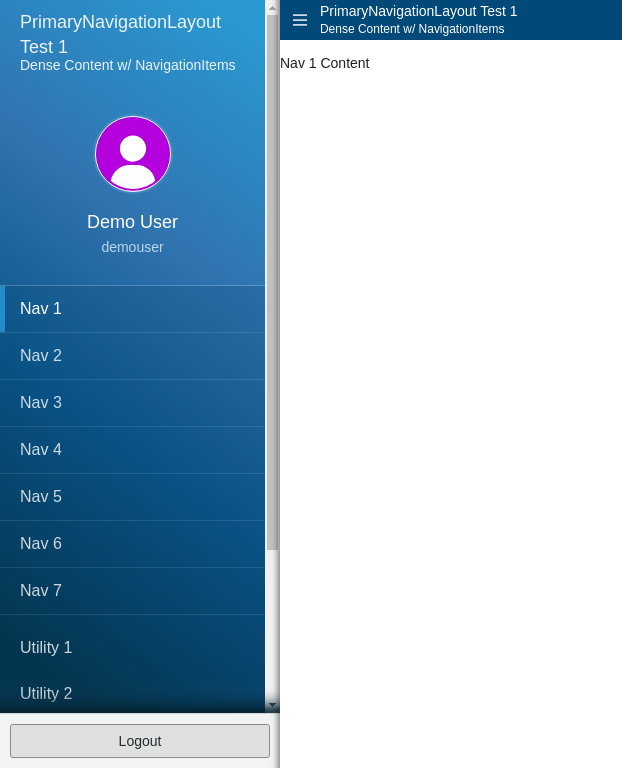 PrimaryNavigationLayout
Test 1
Dense Content w/ NavigationItems
Demo User
demouser
Nav 1
Nav 2
Nav 3
Nav 4
Nav 5
Nav 6
Nav 7
Utility 1
Utility 2
Logout
PrimaryNavigationLayout Test 1
Dense Content w/ NavigationItems
Nav 1 Content